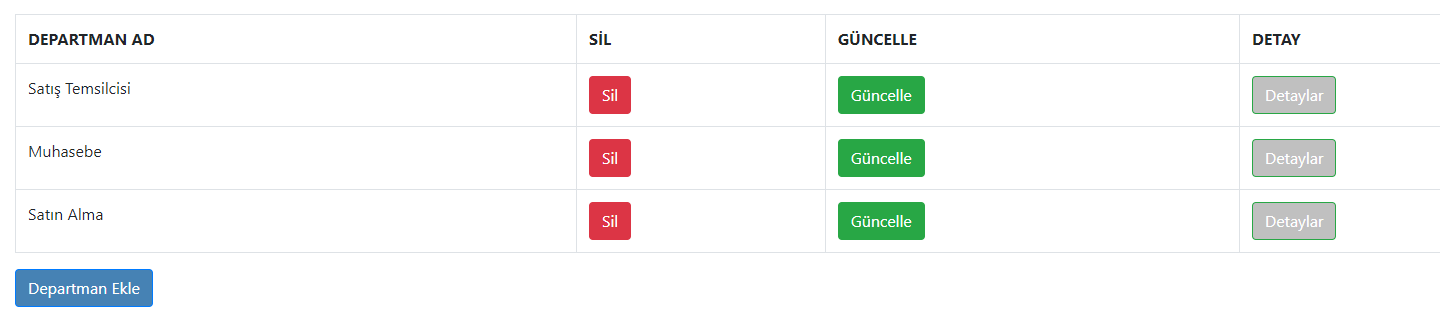 DEPARTMAN AD SİL GÜNCELLE DETAY
Satış Temsilcisi Sil Güncelle Detaylar
Muhasebe Sil Güncelle Detaylar
Satın Alma Sil Güncelle Detaylar
Departman Ekle